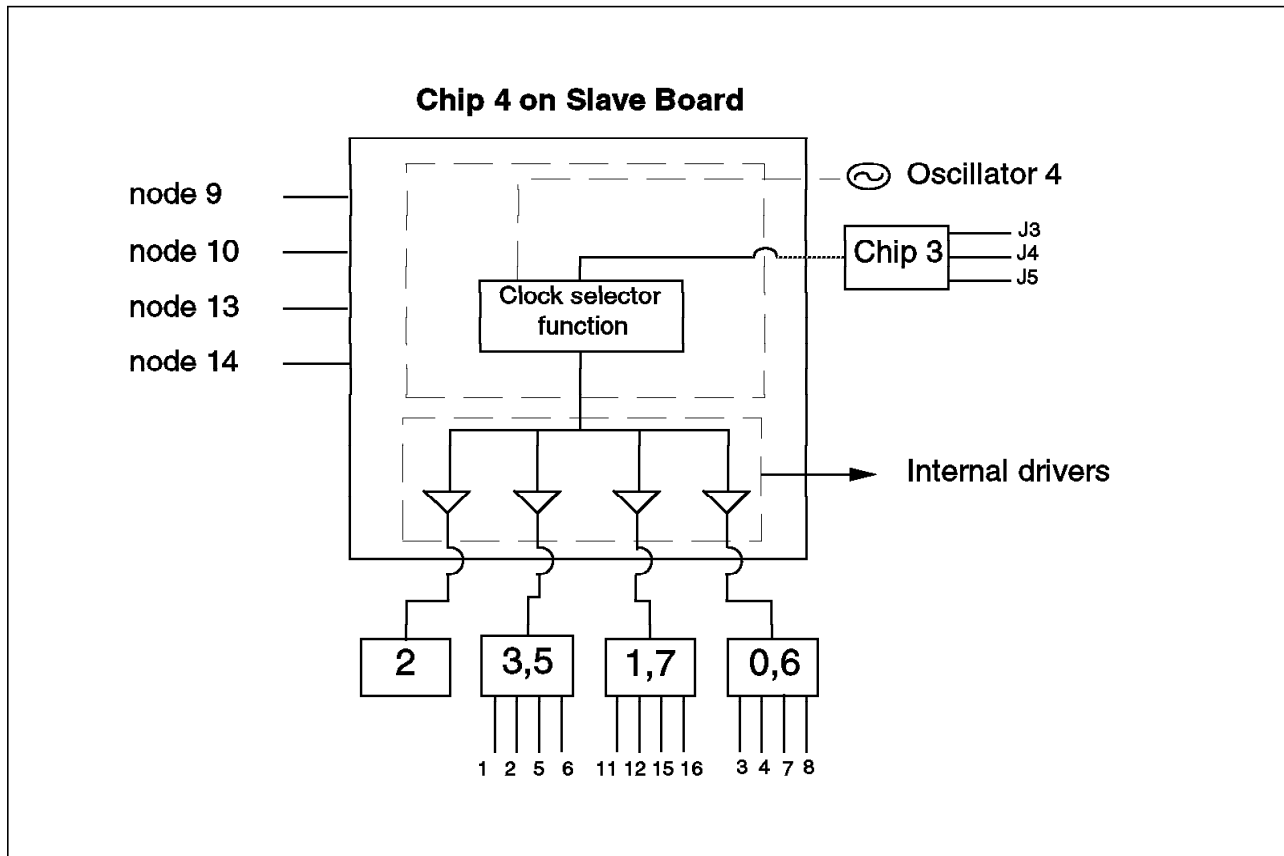 Chip 4 on Slave Board
node 9
node 10
node 13
node 14
Oscillator 4
Chip 3
J3
J4
J5
Clock selector
function
Internal drivers
2
3,5
1,7
0,6
1 2 5 6
11 12 15 16
3 4 7 8